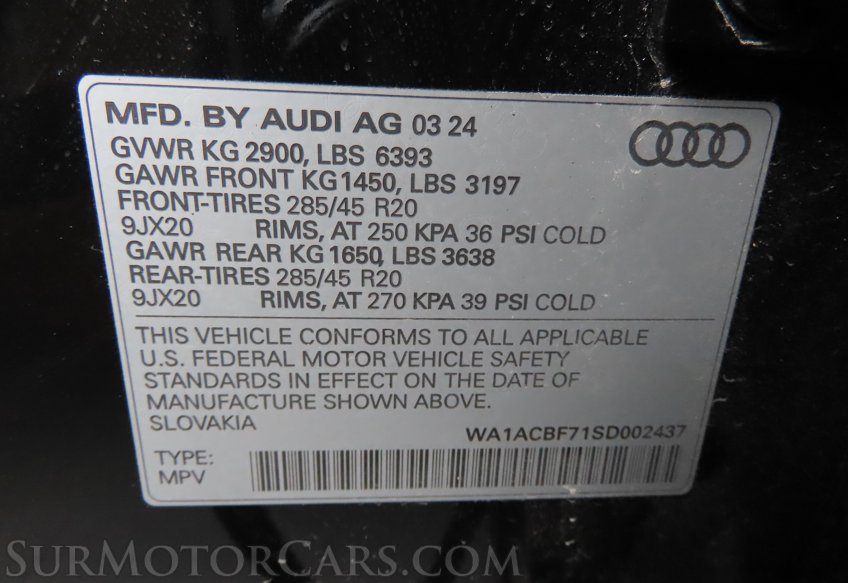 MFD. BY AUDI AG 03 24
GVWR KG 2900, LBS 6393
GAWR FRONT KG1450, LBS 3197
FRONT-TIRES 285/45 R20
9JX20 RIMS, AT 250 KPA 36 PSI COLD
GAWR REAR KG 1650, LBS 3638
REAR-TIRES 285/45 R20
9JX20 RIMS, AT 270 KPA 39 PSI COLD
THIS VEHICLE CONFORMS TO ALL APPLICABLE
U.S. FEDERAL MOTOR VEHICLE SAFETY
STANDARDS IN EFFECT ON THE DATE OF
MANUFACTURE SHOWN ABOVE.
SLOVAKIA
WA1ACBF71SD002437
TYPE:
MPV
SURMOTORCARS.COM